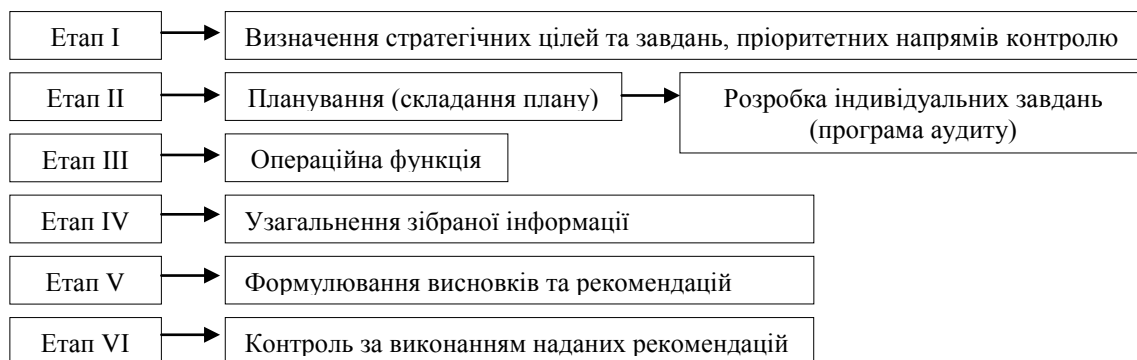 Етап I
Визначення стратегічних цілей та завдань, пріоритетних напрямів контролю
Етап II
Планування (складання плану)
Розробка індивідуальних завдань
(програма аудиту)
Етап III
Операційна функція
Етап IV
Узагальнення зібраної інформації
Етап V
Формулювання висновків та рекомендацій
Етап VI
Контроль за виконанням наданих рекомендацій